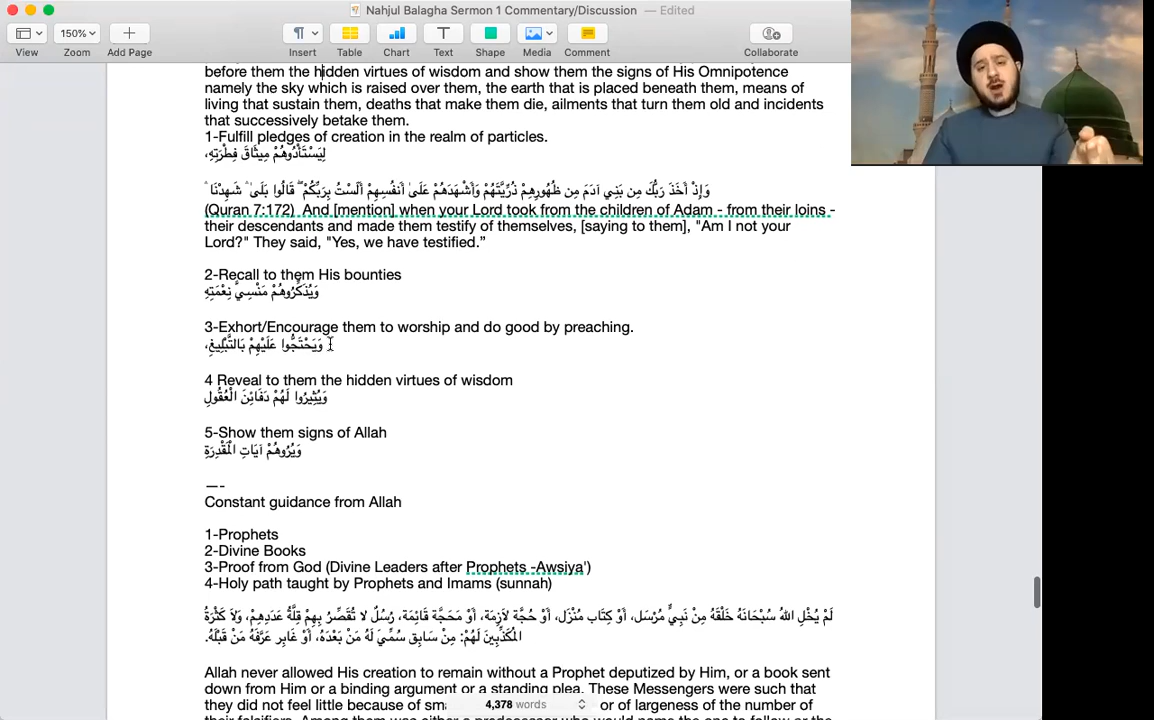 Nahjul Balagha Sermon 1 Commentary/Discussion — Edited
150%
View
Zoom
Add Page
Insert
Table
Chart
Text
Shape
Media
Comment
Collaborate
before them the hidden virtues of wisdom and show them the signs of His Omnipotence
namely the sky which is raised over them, the earth that is placed beneath them, means of
living that sustain them, deaths that make them die, ailments that turn them old and incidents
that successively betake them.
1-Fulfill pledges of creation in the realm of particles.
لِيَسْتَأْدُوهُمْ مِيثَاقَ فِطْرَتِهِ،
وَإِذْ أَخَذَ رَبُّكَ مِن بَنِي آدَمَ مِن ظُهُورِهِمْ ذُرِّيَّتَهُمْ وَأَشْهَدَهُمْ عَلَىٰ أَنفُسِهِمْ أَلَسْتُ بِرَبِّكُمْ ۖ قَالُوا بَلَىٰ ۛ شَهِدْنَا ۛ
(Quran 7:172) And [mention] when your Lord took from the children of Adam - from their loins -
their descendants and made them testify of themselves, [saying to them], "Am I not your
Lord?" They said, "Yes, we have testified.”
2-Recall to them His bounties
وَيُذَكِّرُوهُمْ مَنْسِيَّ نِعْمَتِهِ
3-Exhort/Encourage them to worship and do good by preaching.
وَيَحْتَجُّوا عَلَيْهِمْ بَالتَّبْلِيغِ،
4 Reveal to them the hidden virtues of wisdom
وَيُثِيرُوا لَهُمْ دَفَائِنَ الْعُقُولِ
5-Show them signs of Allah
وَيُرُوهُمْ آيَاتِ الْمَقْدِرَةِ
—-
Constant guidance from Allah
1-Prophets
2-Divine Books
3-Proof from God (Divine Leaders after Prophets -Awsiya')
4-Holy path taught by Prophets and Imams (sunnah)
لَمْ يُخْلِ اللهُ سُبْحَانَهُ خَلْقَهُ مِنْ نَبِيٍّ مُرْسَل، أَوْ كِتَاب مُنْزَل، أَوْ حُجَّة لاَزِمَة، أَوْ مَحَجَّة قَائِمَة، رُسُلٌ لا تُقَصِّرُ بِهِمْ قِلَّةُ عَدَدِهِمْ، وَلاَ كَثْرَةُ
المُكَذِّبِينَ لَهُمْ: مِنْ سَابِق سُمِّيَ لَهُ مَنْ بَعْدَهُ، أَوْ غَابِر عَرَّفَهُ مَنْ قَبْلَهُ.
Allah never allowed His creation to remain without a Prophet deputized by Him, or a book sent
down from Him or a binding argument or a standing plea. These Messengers were such that
they did not feel little because of or of largeness of the number of
4,378 words